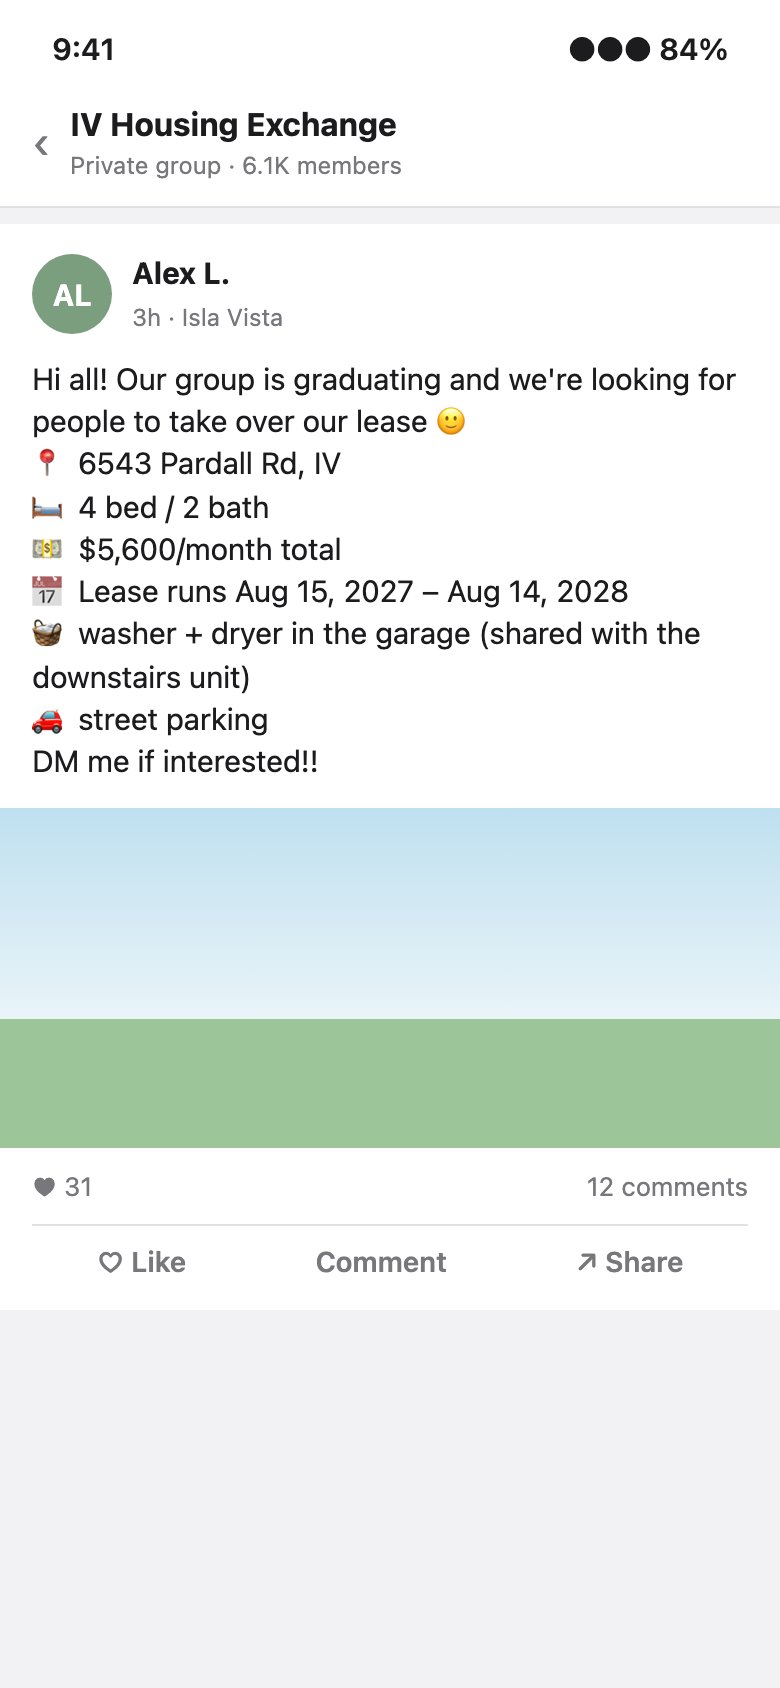 9:41
84%
IV Housing Exchange
Private group · 6.1K members
AL
Alex L.
3h · Isla Vista
Hi all! Our group is graduating and we're looking for
people to take over our lease 🙂
📍 6543 Pardall Rd, IV
🛏️ 4 bed / 2 bath
💵 $5,600/month total
📅 Lease runs Aug 15, 2027 – Aug 14, 2028
🧺 washer + dryer in the garage (shared with the
downstairs unit)
🚗 street parking
DM me if interested!!
31
12 comments
Like
Comment
Share